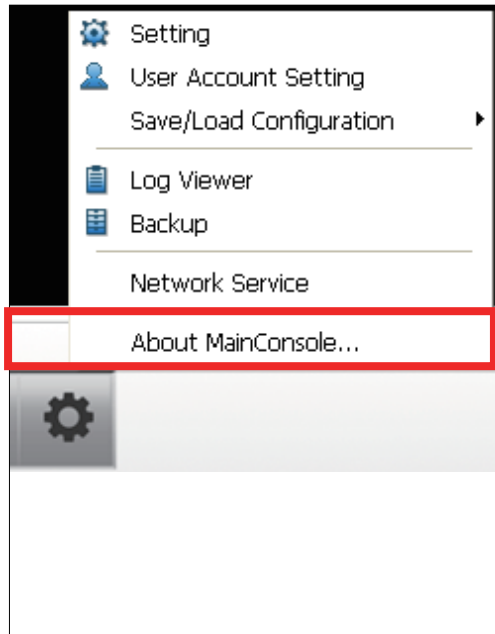 Setting
User Account Setting
Save/Load Configuration
Log Viewer
Backup
Network Service
About MainConsole...